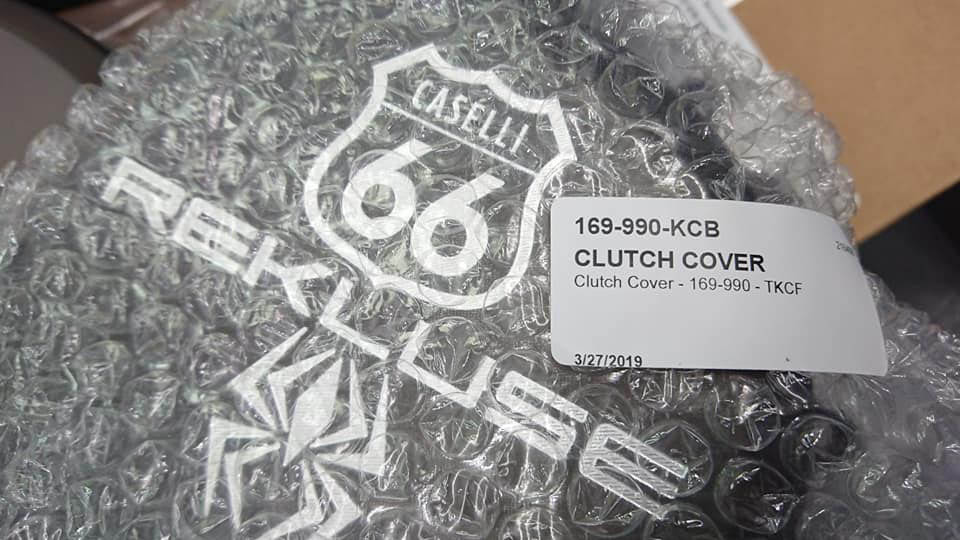 CASELLI
66
REKLUSE
169-990-KCB
CLUTCH COVER
Clutch Cover - 169-990 - TKCF
3/27/2019